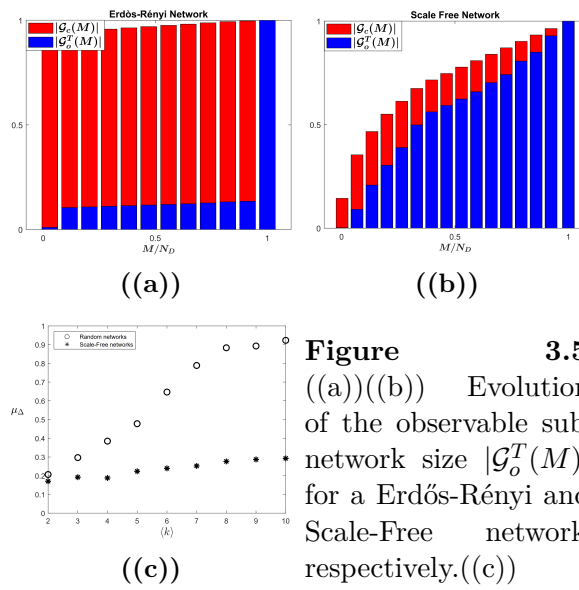 Erdòs-Rényi Network
|𝒢_c(M)|
|𝒢_o^T(M)|
1
0.5
0
0
0.5
1
M/N_D
((a))
Scale Free Network
|𝒢_c(M)|
|𝒢_o^T(M)|
1
0.5
0
0
0.5
1
M/N_D
((b))
Random networks
Scale-Free networks
1
0.9
0.8
0.7
0.6
0.5
0.4
0.3
0.2
0.1
0
μ_Δ
2 3 4 5 6 7 8 9 10
⟨k⟩
((c))
Figure 3.5
((a))((b)) Evolution
of the observable sub
network size |𝒢_o^T(M)
for a Erdős-Rényi and
Scale-Free network
respectively.((c))